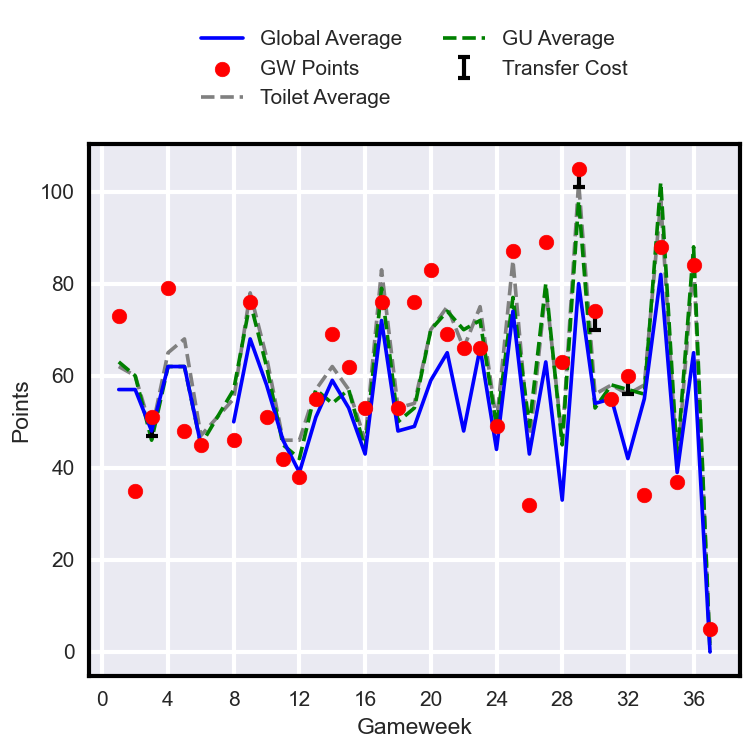 Global Average
GW Points
Toilet Average
GU Average
Transfer Cost
Points
100
80
60
40
20
0
0 4 8 12 16 20 24 28 32 36
Gameweek